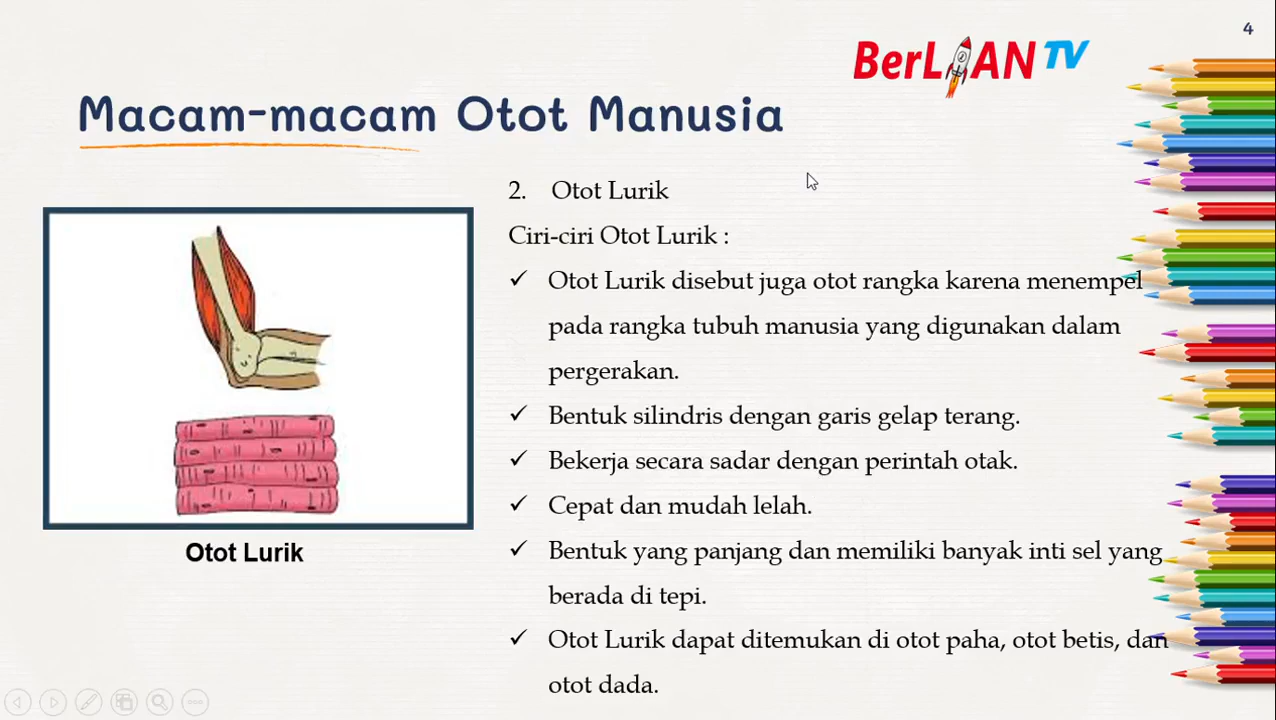 4
BerLIAN TV
Macam-macam Otot Manusia
2. Otot Lurik
Ciri-ciri Otot Lurik :
✓ Otot Lurik disebut juga otot rangka karena menempel
pada rangka tubuh manusia yang digunakan dalam
pergerakan.
✓ Bentuk silindris dengan garis gelap terang.
✓ Bekerja secara sadar dengan perintah otak.
✓ Cepat dan mudah lelah.
✓ Bentuk yang panjang dan memiliki banyak inti sel yang
berada di tepi.
✓ Otot Lurik dapat ditemukan di otot paha, otot betis, dan
otot dada.
Otot Lurik